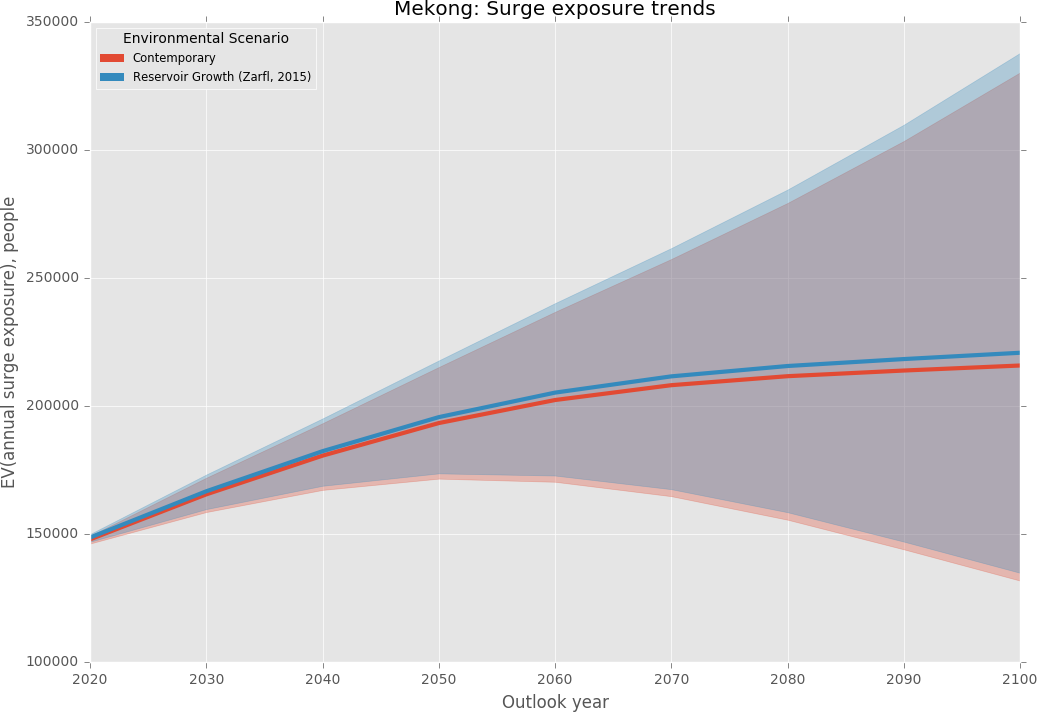 Mekong: Surge exposure trends
350000
300000
250000
200000
150000
100000
EV(annual surge exposure), people
Environmental Scenario
Contemporary
Reservoir Growth (Zarfl, 2015)
2020 2030 2040 2050 2060 2070 2080 2090 2100
Outlook year